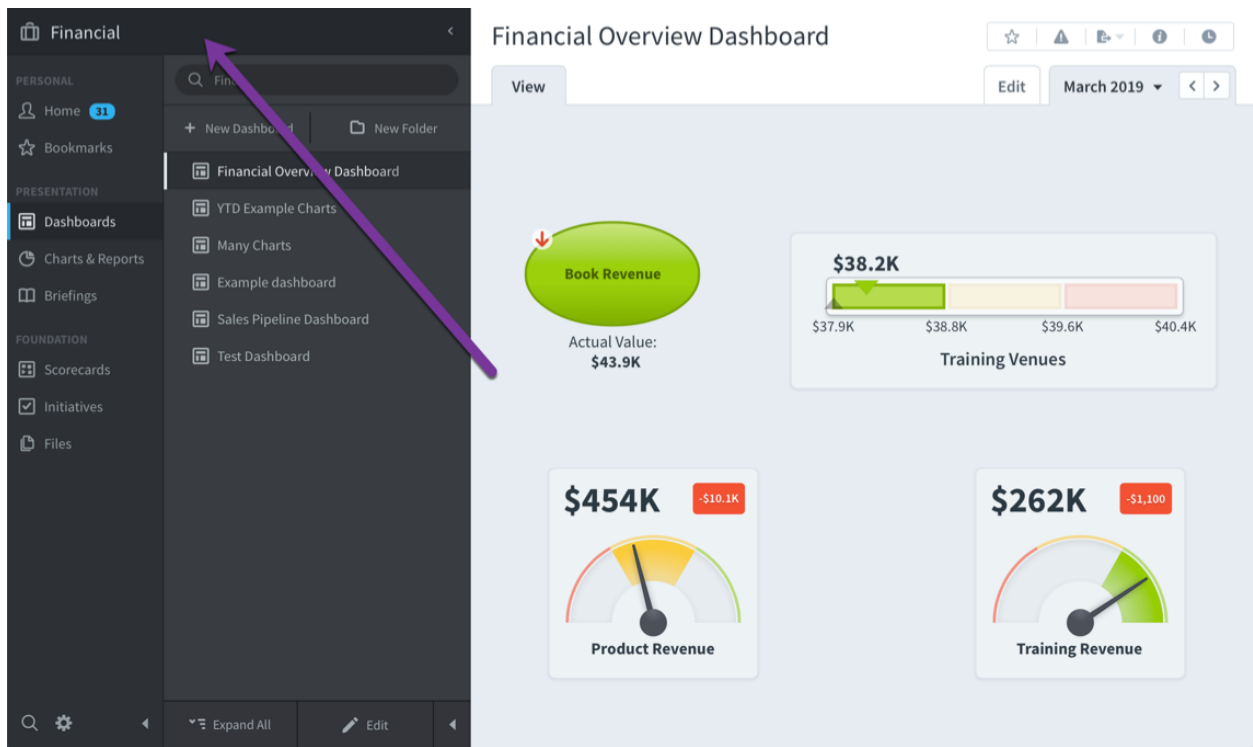 Financial
PERSONAL
Home 31
Bookmarks
PRESENTATION
Dashboards
Charts & Reports
Briefings
FOUNDATION
Scorecards
Initiatives
Files
New Dashboard
New Folder
Financial Overview Dashboard
YTD Example Charts
Many Charts
Example dashboard
Sales Pipeline Dashboard
Test Dashboard
Expand All
Edit
Financial Overview Dashboard
View
Edit
March 2019
Book Revenue
Actual Value:
$43.9K
$38.2K
$37.9K $38.8K $39.6K $40.4K
Training Venues
$454K -$10.1K
Product Revenue
$262K -$1,100
Training Revenue